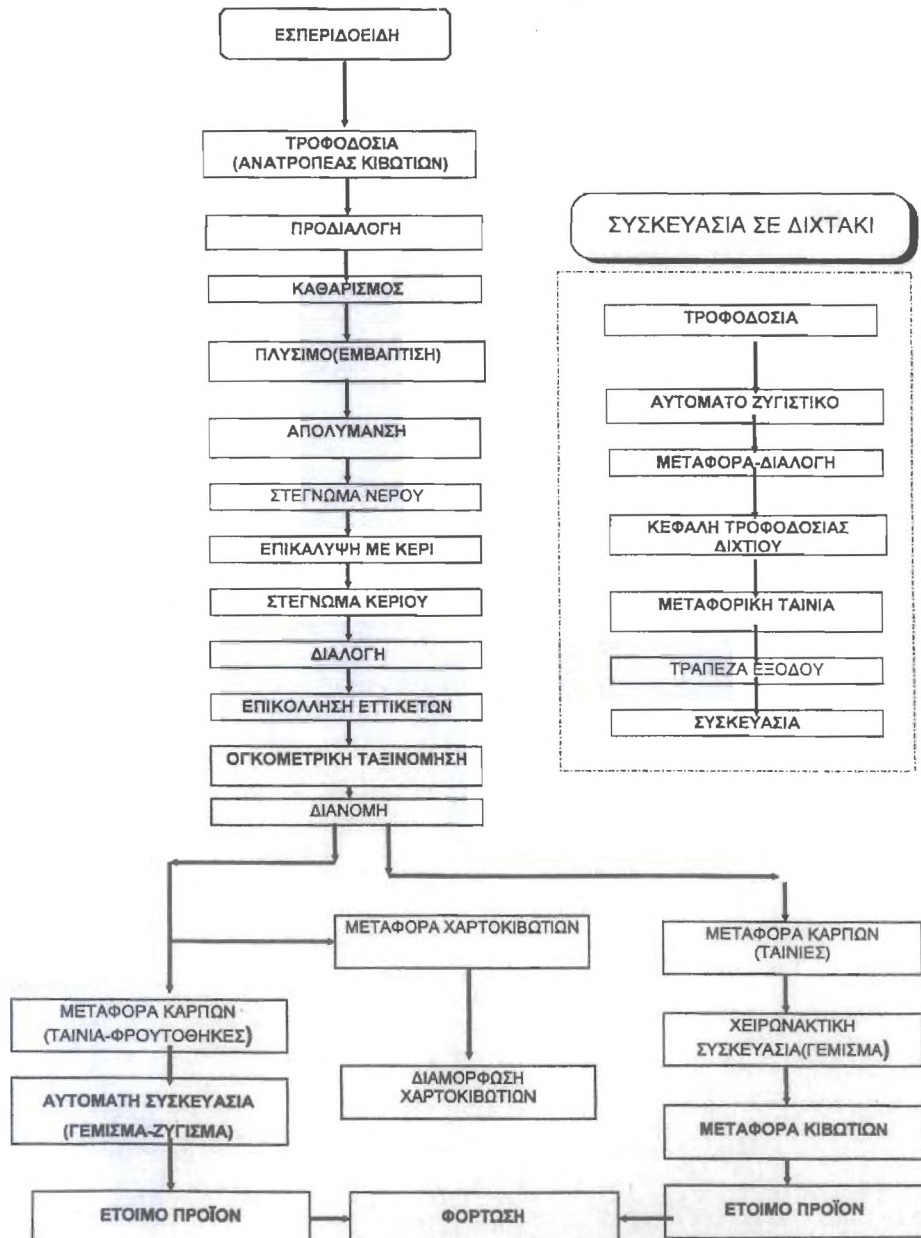 ΕΣΠΕΡΙΔΟΕΙΔΗ
ΤΡΟΦΟΔΟΣΙΑ
(ΑΝΑΤΡΟΠΕΑΣ ΚΙΒΩΤΙΩΝ)
ΠΡΟΔΙΑΛΟΓΗ
ΚΑΘΑΡΙΣΜΟΣ
ΠΛΥΣΙΜΟ(ΕΜΒΑΠΤΙΣΗ)
ΑΠΟΛΥΜΑΝΣΗ
ΣΤΕΓΝΩΜΑ ΝΕΡΟΥ
ΕΠΙΚΑΛΥΨΗ ΜΕ ΚΕΡΙ
ΣΤΕΓΝΩΜΑ ΚΕΡΙΟΥ
ΔΙΑΛΟΓΗ
ΕΠΙΚΟΛΛΗΣΗ ΕΤΤΙΚΕΤΩΝ
ΟΓΚΟΜΕΤΡΙΚΗ ΤΑΞΙΝΟΜΗΣΗ
ΔΙΑΝΟΜΗ
ΣΥΣΚΕΥΑΣΙΑ ΣΕ ΔΙΧΤΑΚΙ
ΤΡΟΦΟΔΟΣΙΑ
ΑΥΤΟΜΑΤΟ ΖΥΓΙΣΤΙΚΟ
ΜΕΤΑΦΟΡΑ-ΔΙΑΛΟΓΗ
ΚΕΦΑΛΗ ΤΡΟΦΟΔΟΣΙΑΣ
ΔΙΧΤΙΟΥ
ΜΕΤΑΦΟΡΙΚΗ ΤΑΙΝΙΑ
ΤΡΑΠΕΖΑ ΕΞΟΔΟΥ
ΣΥΣΚΕΥΑΣΙΑ
ΜΕΤΑΦΟΡΑ ΚΑΡΠΩΝ
(ΤΑΙΝΙΑ-ΦΡΟΥΤΟΘΗΚΕΣ)
ΑΥΤΟΜΑΤΗ ΣΥΣΚΕΥΑΣΙΑ
(ΓΕΜΙΣΜΑ-ΖΥΓΙΣΜΑ)
ΕΤΟΙΜΟ ΠΡΟΪΟΝ
ΜΕΤΑΦΟΡΑ ΧΑΡΤΟΚΙΒΩΤΙΩΝ
ΔΙΑΜΟΡΦΩΣΗ
ΧΑΡΤΟΚΙΒΩΤΙΩΝ
ΦΟΡΤΩΣΗ
ΜΕΤΑΦΟΡΑ ΚΑΡΠΩΝ
(ΤΑΙΝΙΕΣ)
ΧΕΙΡΩΝΑΚΤΙΚΗ
ΣΥΣΚΕΥΑΣΙΑ(ΓΕΜΙΣΜΑ)
ΜΕΤΑΦΟΡΑ ΚΙΒΩΤΙΩΝ
ΕΤΟΙΜΟ ΠΡΟΪΟΝ